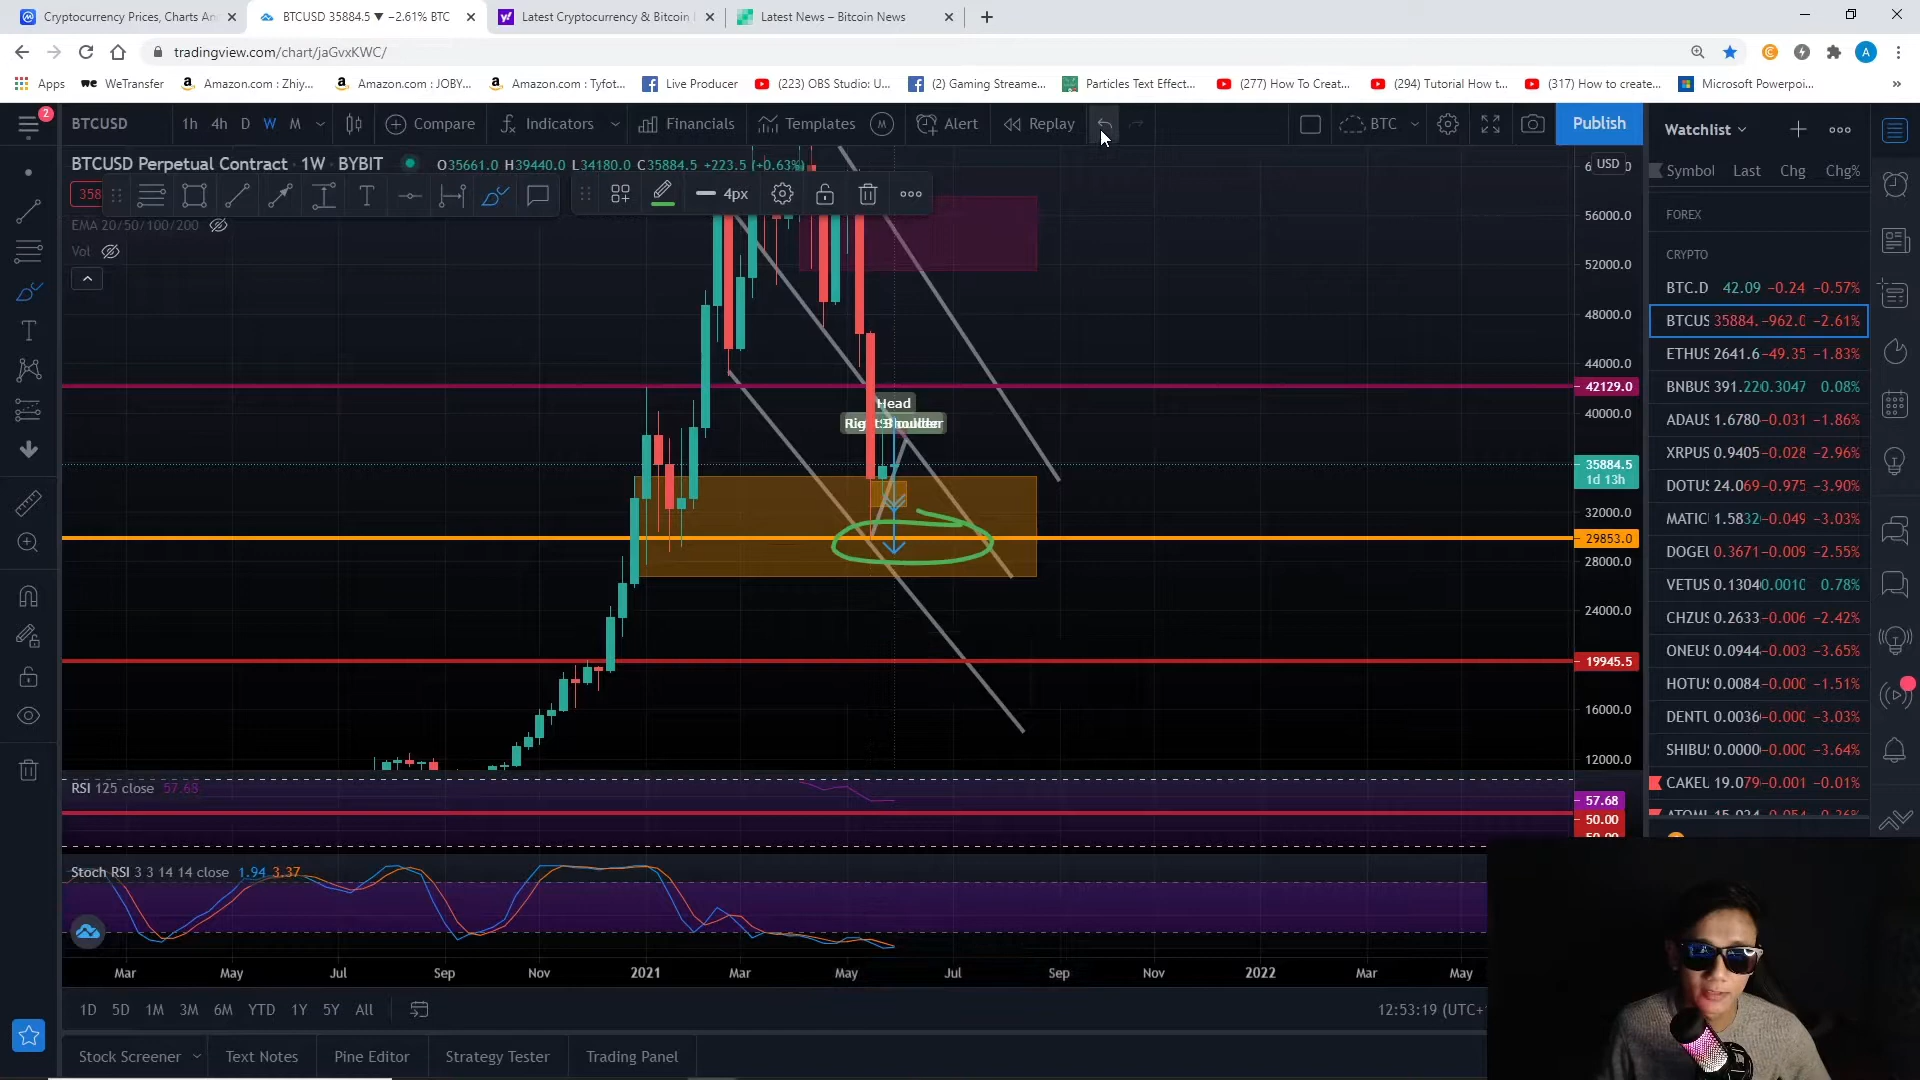 Cryptocurrency Prices, Charts An
BTCUSD 35884.5 ▼ −2.61% BTC
Latest Cryptocurrency & Bitcoin
Latest News – Bitcoin News
tradingview.com/chart/jaGvxKWC/
A
Apps
WeTransfer
Amazon.com : Zhiy...
Amazon.com : JOBY...
Amazon.com : Tyfot...
Live Producer
(223) OBS Studio: U...
(2) Gaming Streame...
Particles Text Effect...
(277) How To Creat...
(294) Tutorial How t...
(317) How to create...
Microsoft Powerpoi...
2
BTCUSD
1h 4h D W M
Compare
Indicators
Financials
Templates
M
Alert
Replay
BTC
Publish
Watchlist
BTCUSD Perpetual Contract · 1W · BYBIT
O35661.0 H39440.0 L34180.0 C35884.5 +223.5 (+0.63%)
USD
Symbol Last Chg Chg%
358
4px
EMA 20/50/100/200
Vol
FOREX
CRYPTO
BTC.D 42.09 −0.24 −0.57%
BTCUS 35884. −962.0 −2.61%
ETHUS 2641.6 −49.35 −1.83%
BNBUS 391.220.3047 0.08%
ADAUS 1.6780 −0.031 −1.86%
XRPUS 0.9405 −0.028 −2.96%
DOTUS 24.069 −0.975 −3.90%
MATIC 1.5832 −0.049 −3.03%
DOGEU 0.3671 −0.009 −2.55%
VETUS 0.1304 0.0010 0.78%
CHZUS 0.2633 −0.006 −2.42%
ONEUS 0.0944 −0.003 −3.65%
HOTUS 0.0084 −0.000 −1.51%
DENTU 0.0036 −0.000 −3.03%
SHIBUS 0.0000 −0.000 −3.64%
CAKEU 19.079 −0.001 −0.01%
56000.0
52000.0
48000.0
44000.0
42129.0
40000.0
35884.5
1d 13h
32000.0
29853.0
28000.0
24000.0
19945.5
16000.0
12000.0
Head
RSI 125 close 57.68
57.68
50.00
Stoch RSI 3 3 14 14 close 1.94 3.37
Mar May Jul Sep Nov 2021 Mar May Jul Sep Nov 2022 Mar May
1D 5D 1M 3M 6M YTD 1Y 5Y All
12:53:19 (UTC+
Stock Screener
Text Notes
Pine Editor
Strategy Tester
Trading Panel